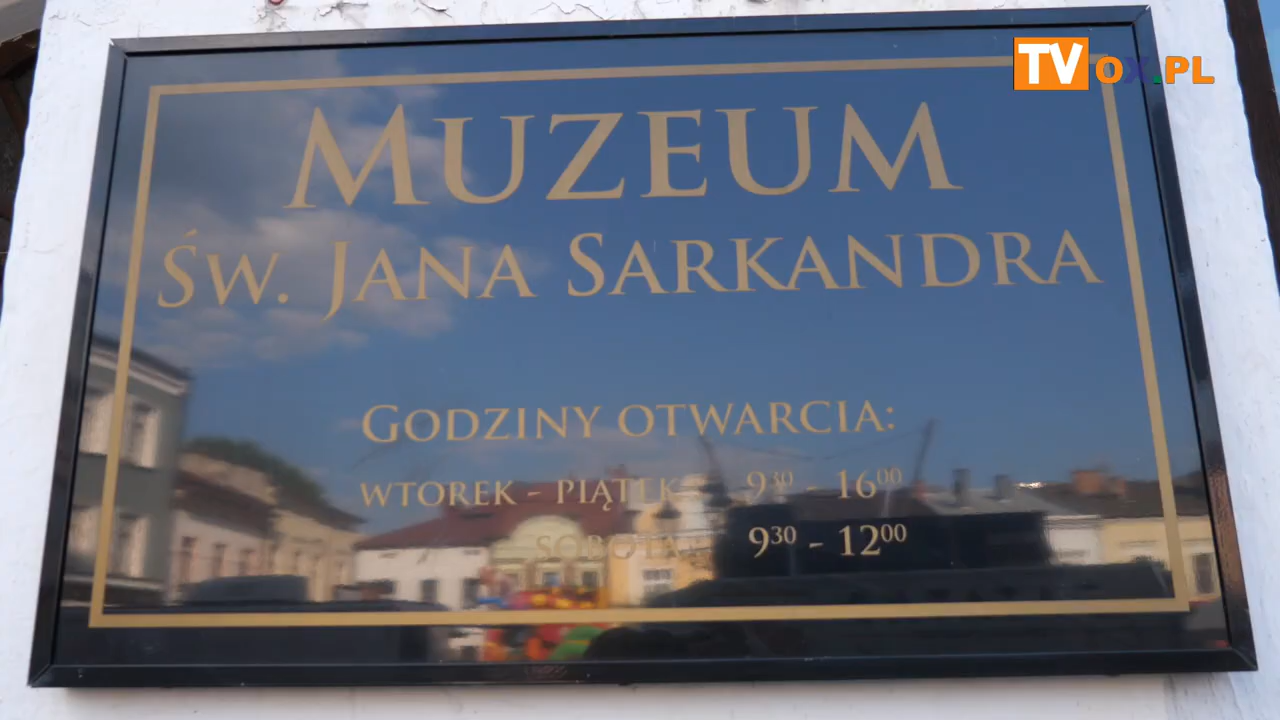 TVOX.PL
MUZEUM
ŚW. JANA SARKANDRA
GODZINY OTWARCIA:
WTOREK - PIĄTEK 9³⁰ - 16⁰⁰
SOBOTA 9³⁰ - 12⁰⁰